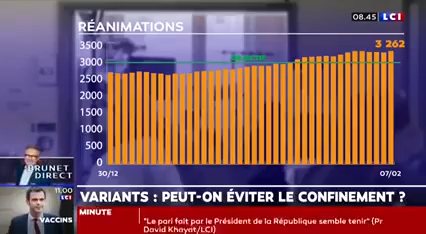 08.45 LCI
RÉANIMATIONS
3500
3 262
3000
2500
2000
1500
1000
500
0
30/12
07/02
BRUNET
DIRECT
11.00
VACCINS
VARIANTS : PEUT-ON ÉVITER LE CONFINEMENT ?
MINUTE
"Le pari fait par le Président de la République semble tenir" (Pr
David Khayat/LCI)